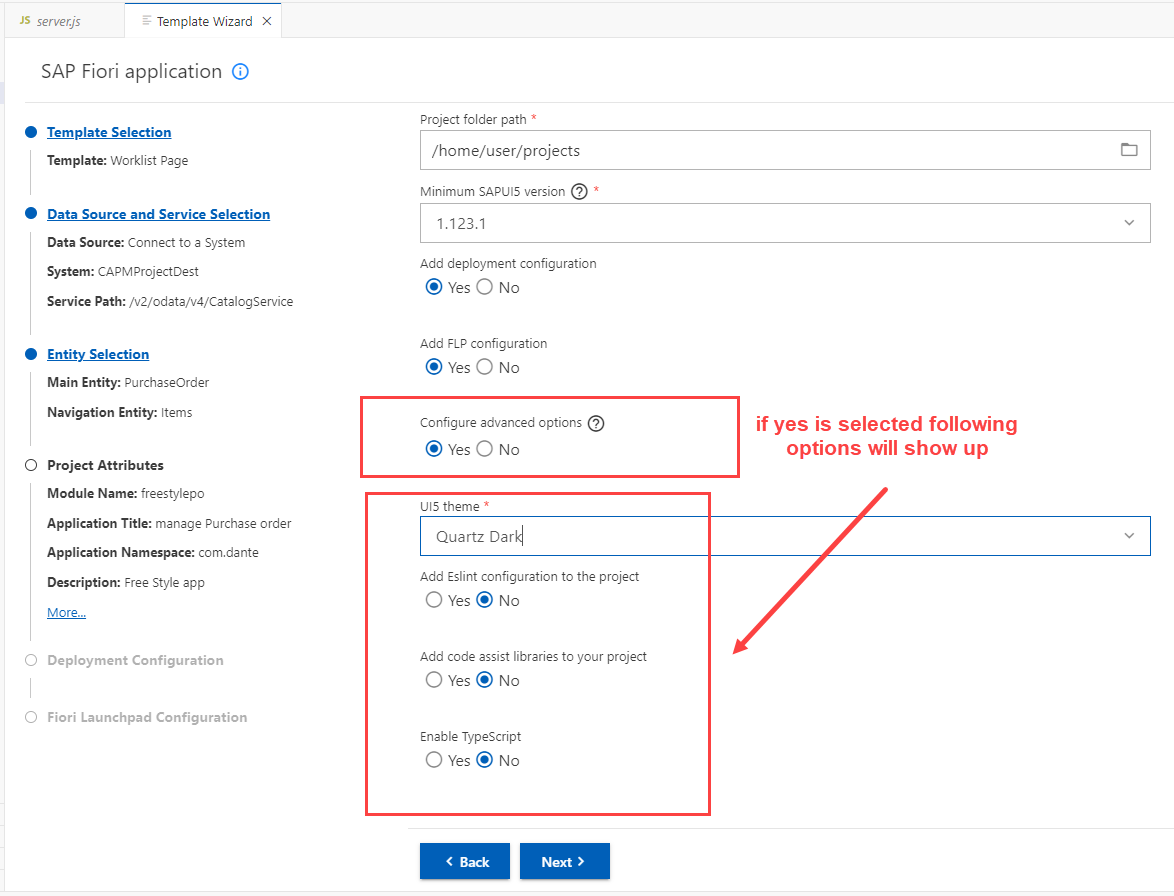 JS server.js
Template Wizard
SAP Fiori application
Template Selection
Template: Worklist Page
Data Source and Service Selection
Data Source: Connect to a System
System: CAPMProjectDest
Service Path: /v2/odata/v4/CatalogService
Entity Selection
Main Entity: PurchaseOrder
Navigation Entity: Items
Project Attributes
Module Name: freestylepo
Application Title: manage Purchase order
Application Namespace: com.dante
Description: Free Style app
More...
Deployment Configuration
Fiori Launchpad Configuration
Project folder path *
/home/user/projects
Minimum SAPUI5 version ? *
1.123.1
Add deployment configuration
Yes No
Add FLP configuration
Yes No
Configure advanced options ?
Yes No
if yes is selected following
options will show up
UI5 theme *
Quartz Dark
Add Eslint configuration to the project
Yes No
Add code assist libraries to your project
Yes No
Enable TypeScript
Yes No
Back
Next